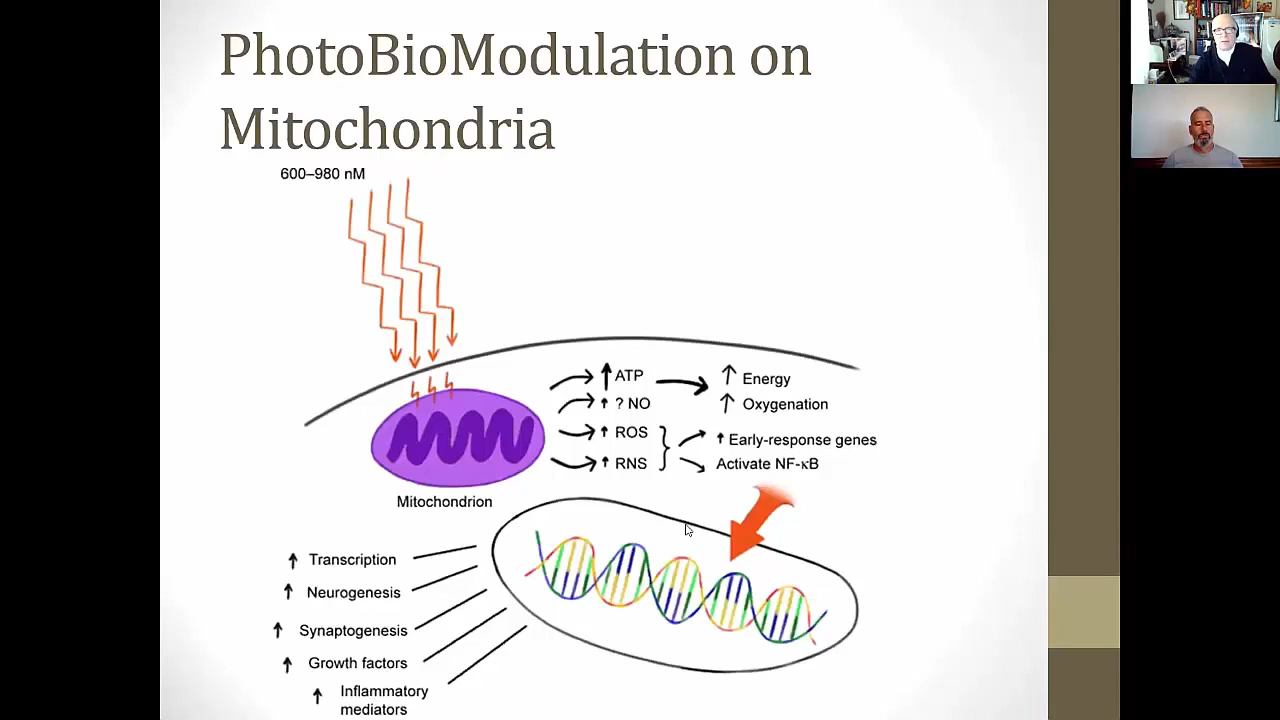 PhotoBioModulation on
Mitochondria
600–980 nM
↑ ATP
↑ Energy
↑ ? NO
↑ Oxygenation
↑ ROS
↑ Early-response genes
↑ RNS
Activate NF-κB
Mitochondrion
↑ Transcription
↑ Neurogenesis
↑ Synaptogenesis
↑ Growth factors
↑ Inflammatory
mediators